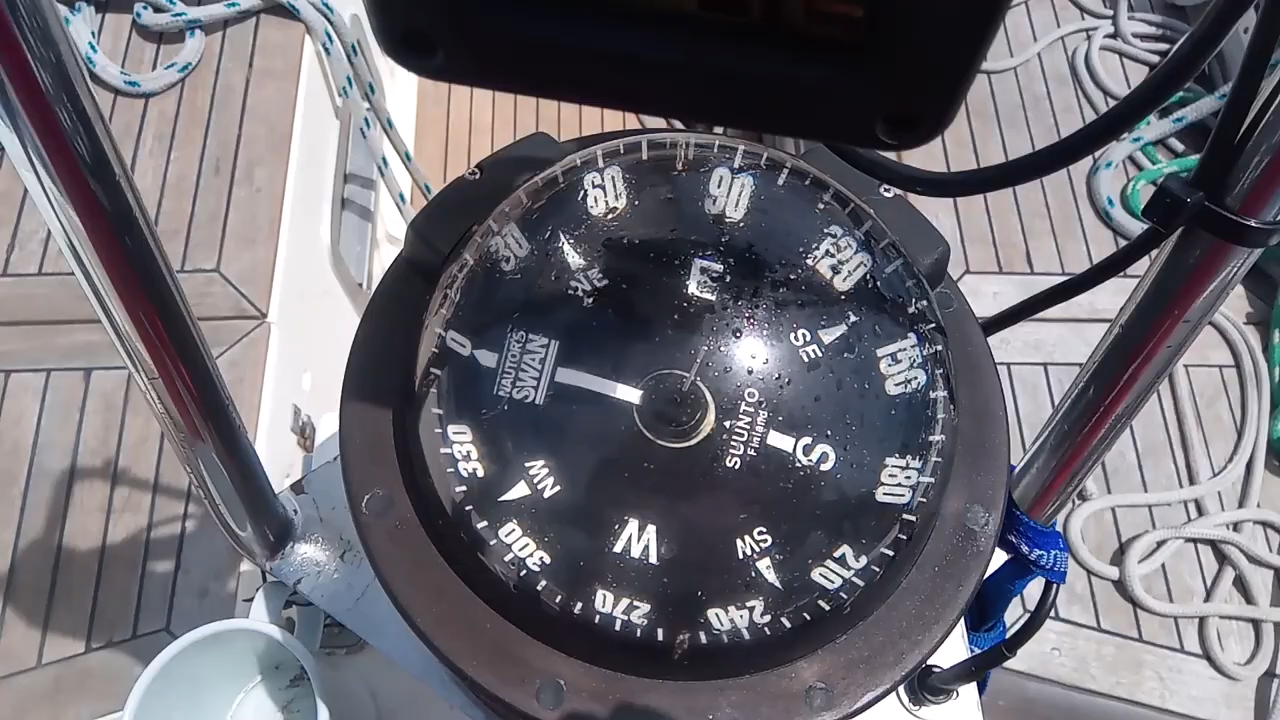 60
90
30
120
NE
E
0
SE
150
NAUTOR'S
SWAN
SUUNTO
Finland
S
330
NW
180
W
SW
300
210
270
240